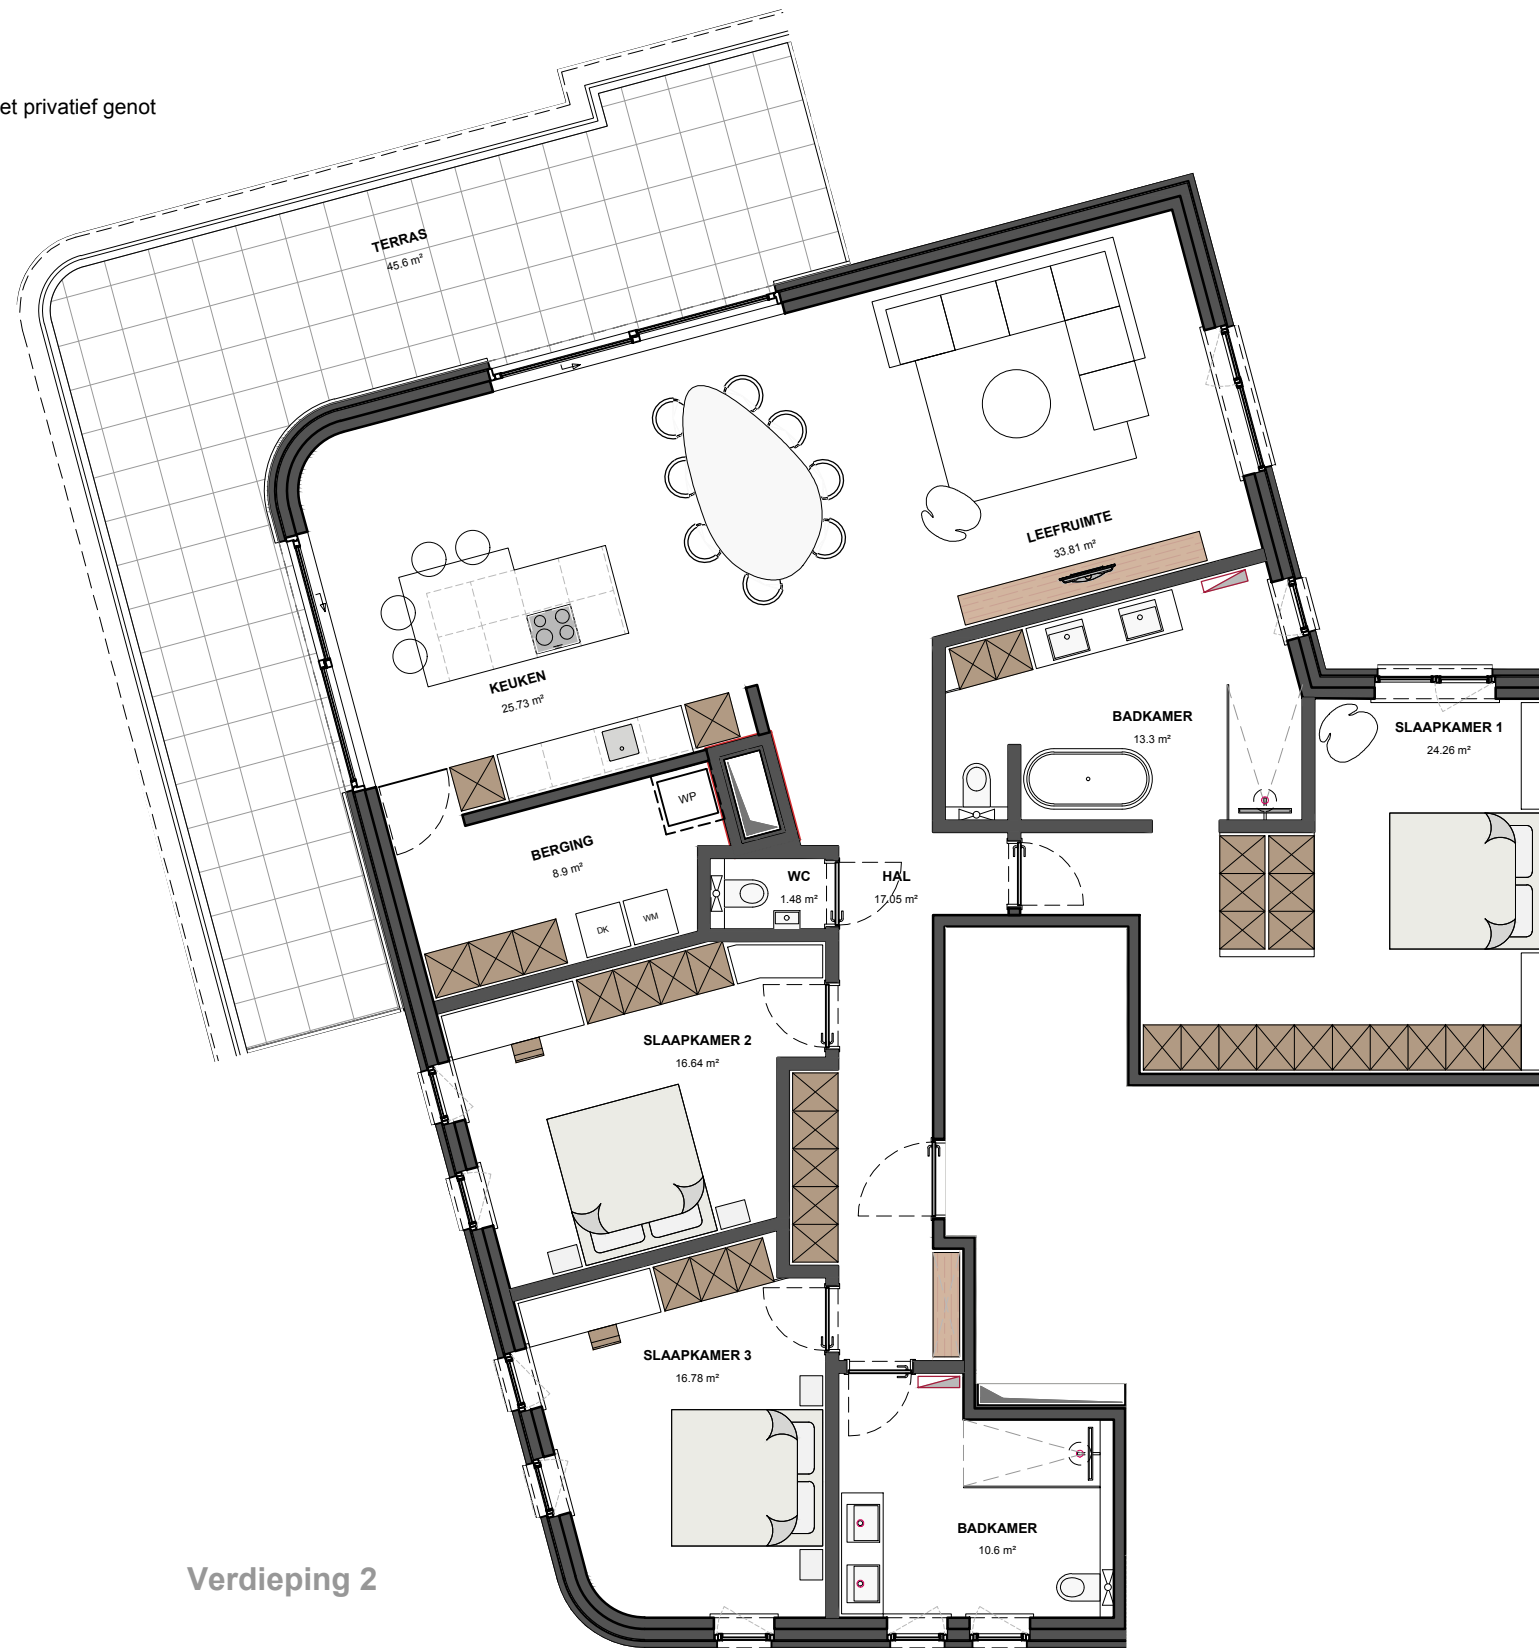 et privatief genot
TERRAS
45.6 m²
LEEFRUIMTE
33.81 m²
KEUKEN
25.73 m²
BADKAMER
13.3 m²
SLAAPKAMER 1
24.26 m²
WP
BERGING
8.9 m²
WC
1.48 m²
HAL
17.05 m²
DK
WM
SLAAPKAMER 2
16.64 m²
SLAAPKAMER 3
16.78 m²
BADKAMER
10.6 m²
Verdieping 2